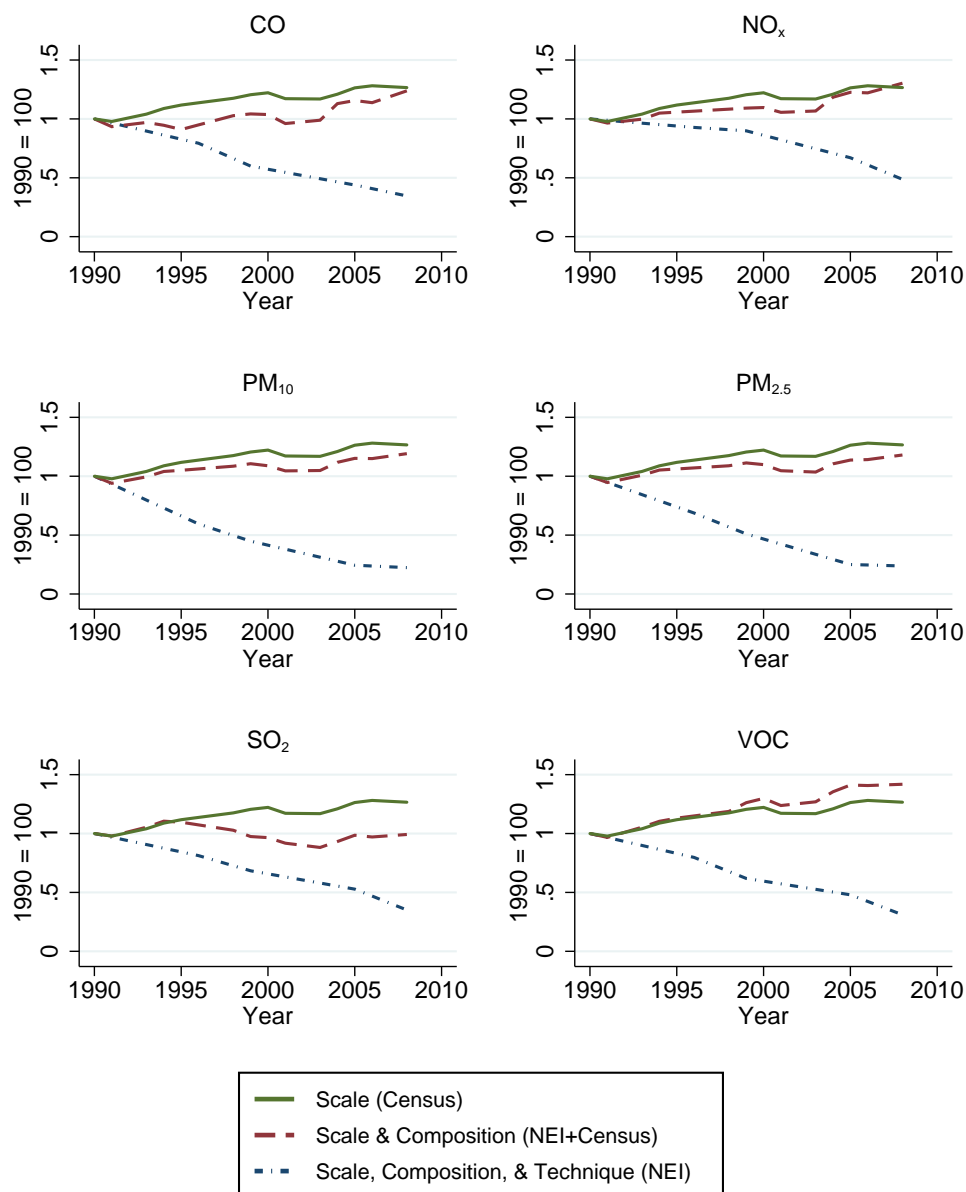 CO
1990 = 100
0
.5
1
1.5
1990 1995 2000 2005 2010
Year
NOₓ
1990 = 100
0
.5
1
1.5
1990 1995 2000 2005 2010
Year
PM₁₀
1990 = 100
0
.5
1
1.5
1990 1995 2000 2005 2010
Year
PM₂.₅
1990 = 100
0
.5
1
1.5
1990 1995 2000 2005 2010
Year
SO₂
1990 = 100
0
.5
1
1.5
1990 1995 2000 2005 2010
Year
VOC
1990 = 100
0
.5
1
1.5
1990 1995 2000 2005 2010
Year
Scale (Census)
Scale & Composition (NEI+Census)
Scale, Composition, & Technique (NEI)